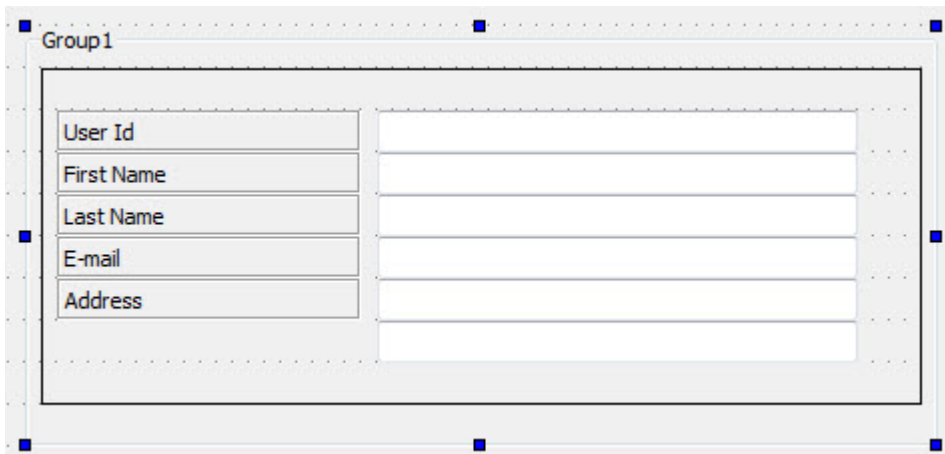 Group1
User Id
First Name
Last Name
E-mail
Address